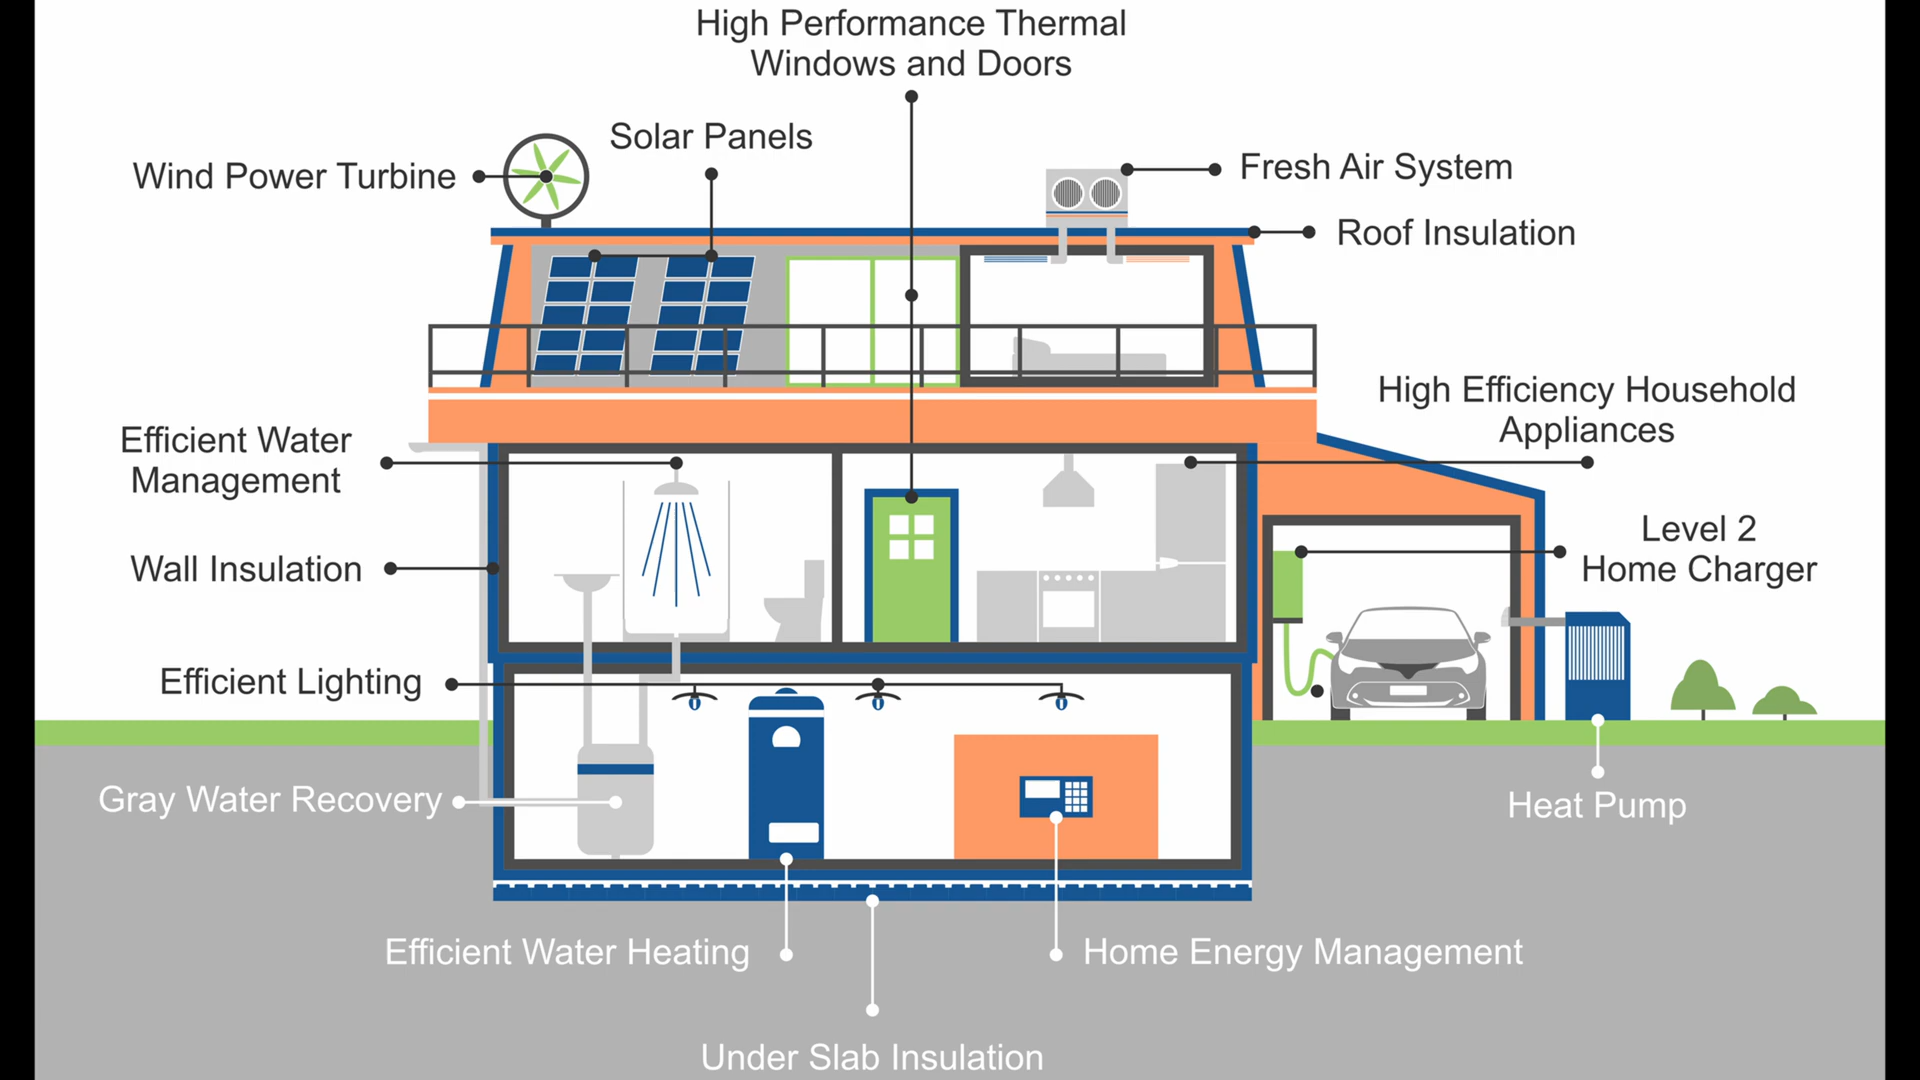 High Performance Thermal
Windows and Doors
Solar Panels
Wind Power Turbine
Fresh Air System
Roof Insulation
High Efficiency Household
Appliances
Efficient Water
Management
Level 2
Home Charger
Wall Insulation
Efficient Lighting
Gray Water Recovery
Heat Pump
Efficient Water Heating
Home Energy Management
Under Slab Insulation